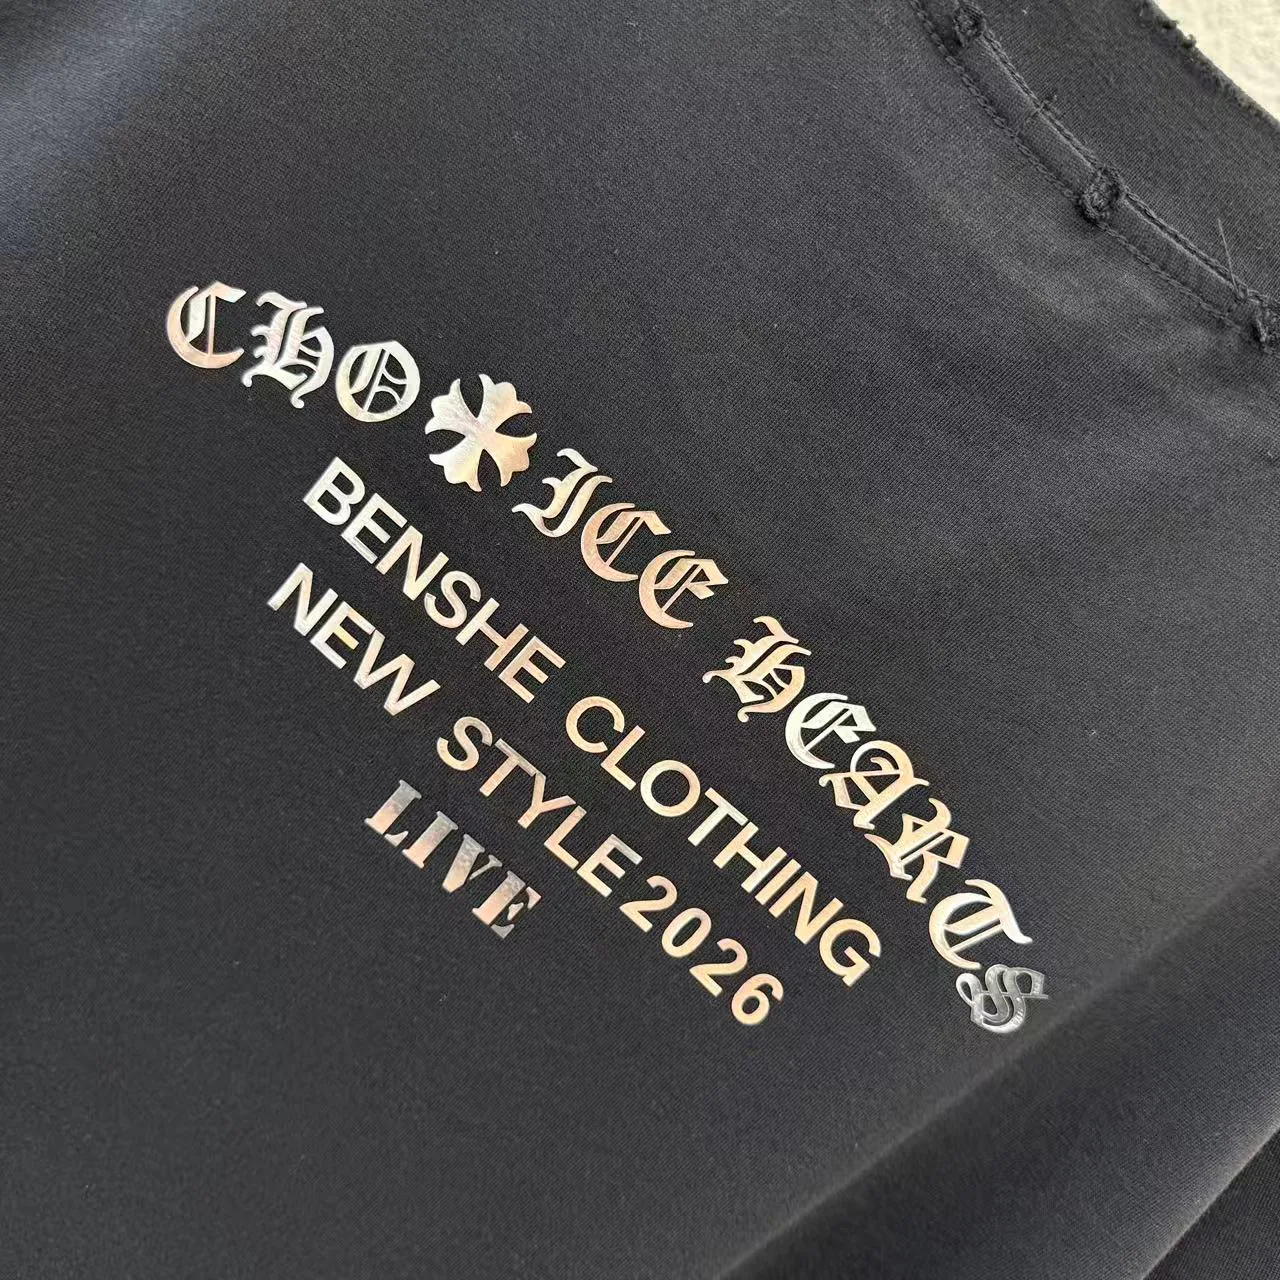 CHO ICE HEARTS
BENSHE CLOTHING
NEW STYLE 2026
LIVE